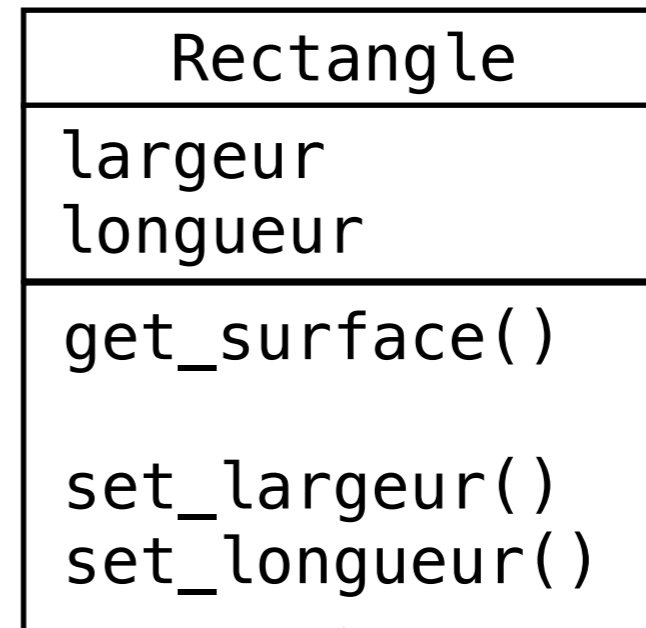 Rectangle
largeur
longueur
get_surface()
set_largeur()
set_longueur()